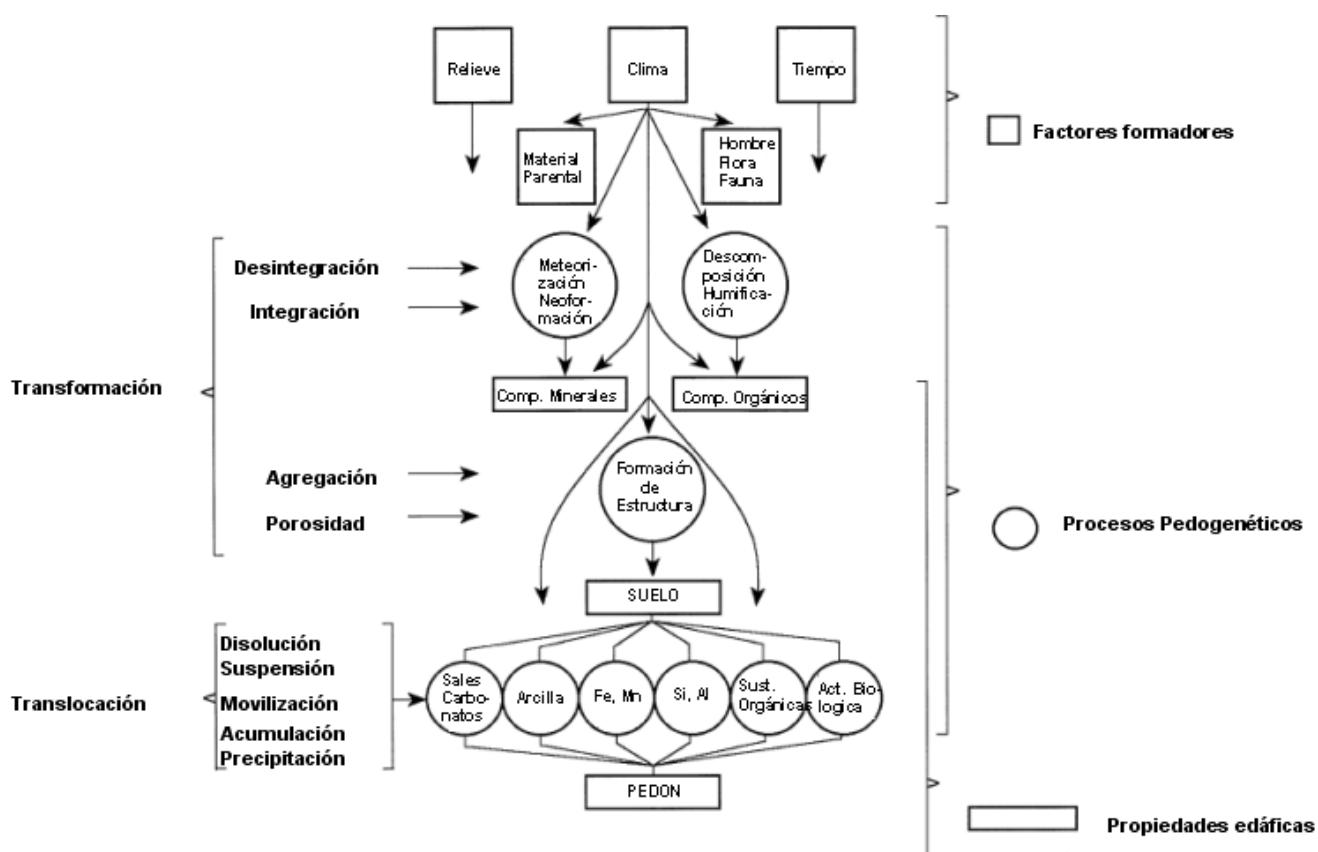 Relieve
Clima
Tiempo
Factores formadores
Material
Parental
Hombre
Flora
Fauna
Desintegración
Integración
Meteori-
zación
Neofor-
mación
Descom-
posición
Humifica-
ción
Transformación
Comp. Minerales
Comp. Orgánicos
Agregación
Porosidad
Formación
de
Estructura
Procesos Pedogenéticos
SUELO
Translocación
Disolución
Suspensión
Movilización
Acumulación
Precipitación
Sales
Carbo-
natos
Arcilla
Fe, Mn
Si, Al
Sust.
Orgánicas
Act. Bio-
logica
PEDON
Propiedades edáficas